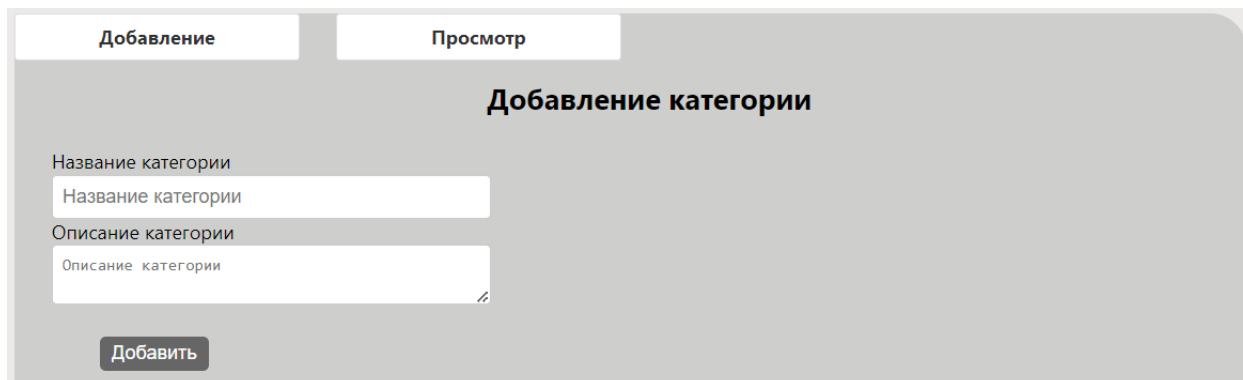 Добавление
Просмотр
Добавление категории
Название категории
Название категории
Описание категории
Описание категории
Добавить